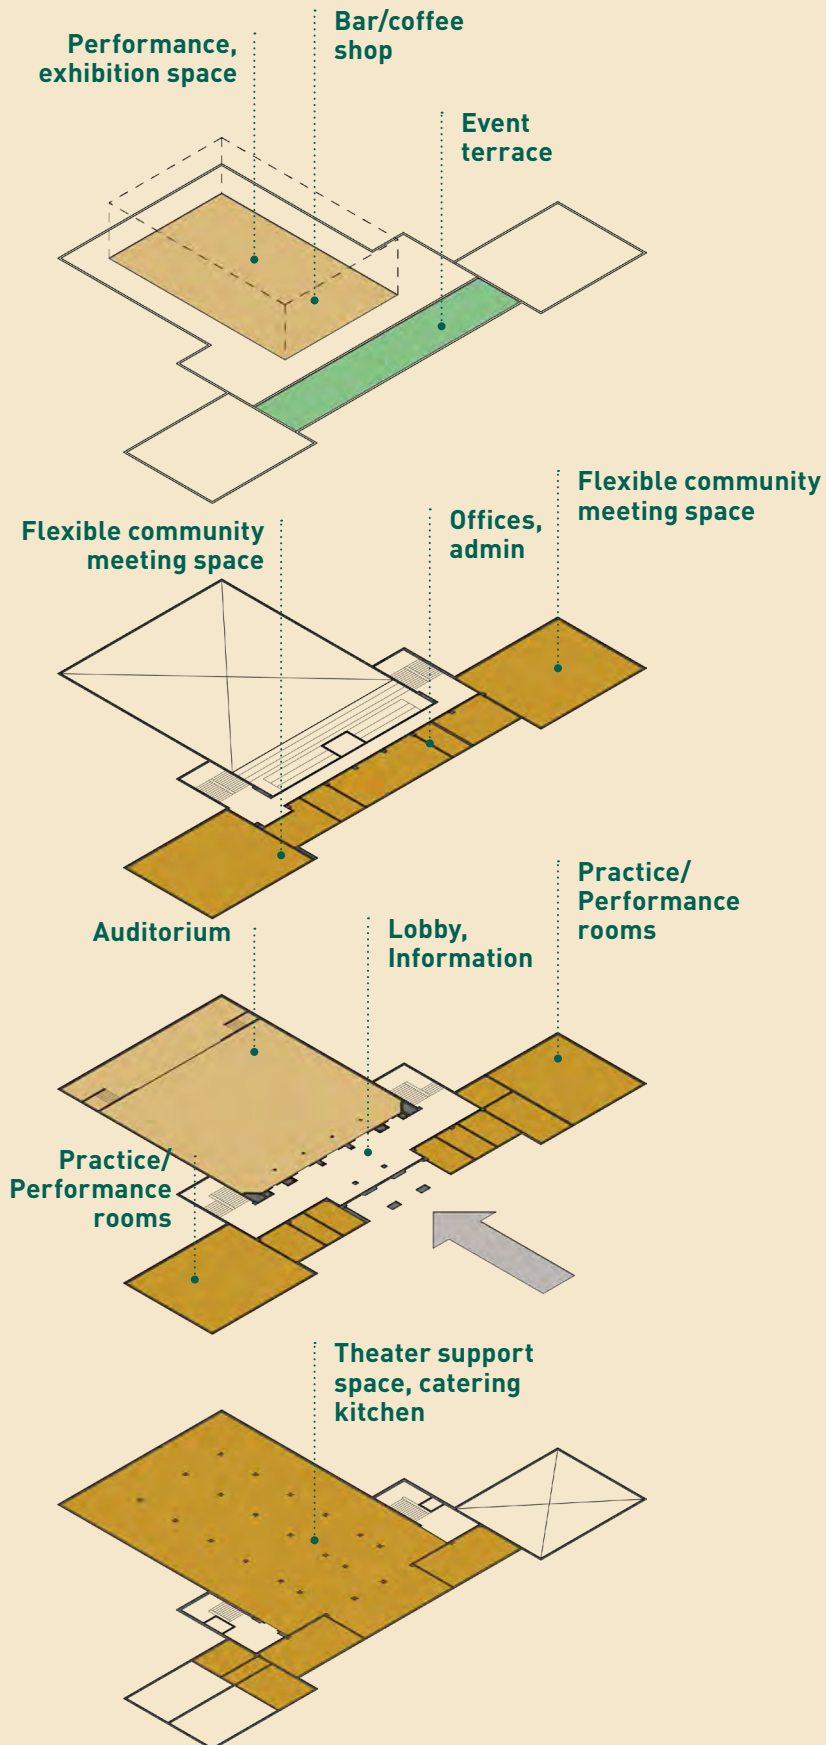 Bar/coffee
shop
Performance,
exhibition space
Event
terrace
Flexible community
meeting space
Offices,
admin
Flexible community
meeting space
Practice/
Performance
rooms
Auditorium
Lobby,
Information
Practice/
Performance
rooms
Theater support
space, catering
kitchen